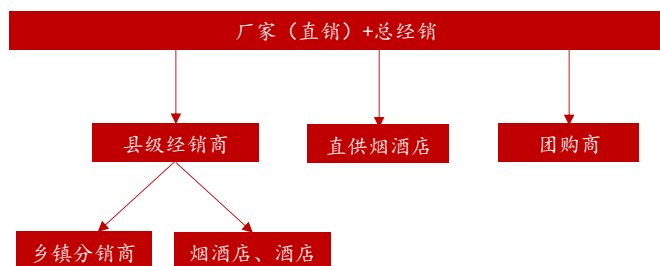 厂家（直销）+总经销
县级经销商
直供烟酒店
团购商
乡镇分销商
烟酒店、酒店